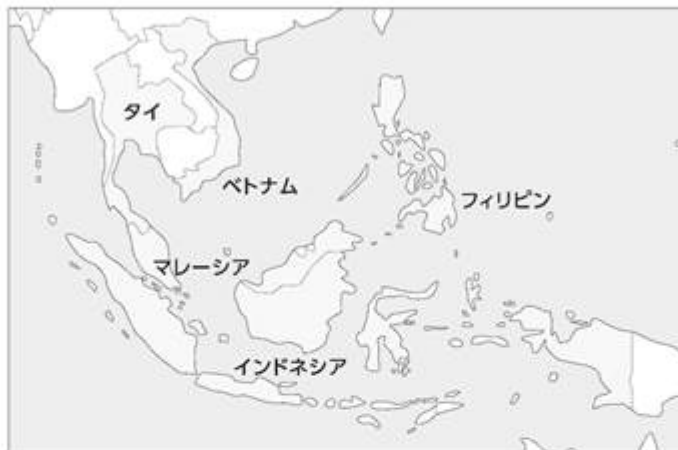 タイ
ベトナム
フィリピン
マレーシア
インドネシア